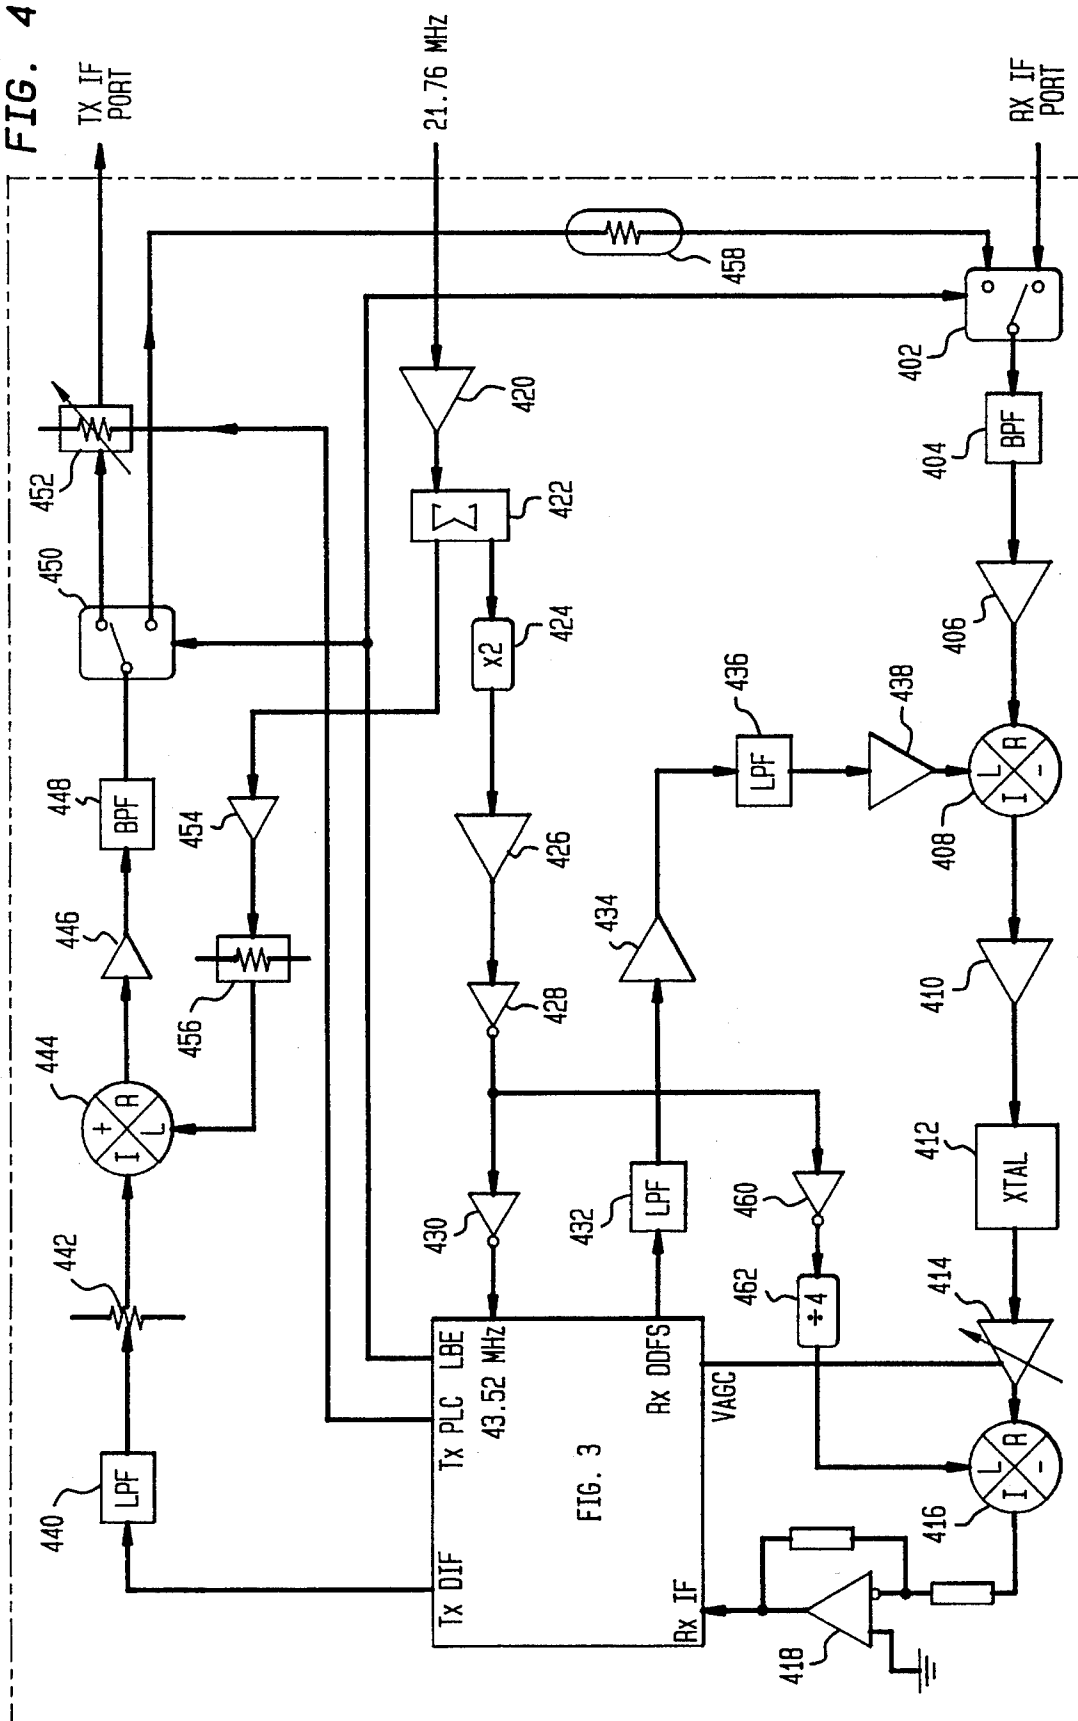 FIG. 4
TX IF
PORT
21.76 MHz
RX IF
PORT
458
452
420
402
450
422
404
BPF
Σ
424
x2
448
BPF
454
436
LPF
438
406
L
R
I
-
408
446
426
434
456
428
410
444
+
R
I
L
412
XTAL
442
430
432
LPF
460
462
÷4
414
440
LPF
Tx DIF
Tx PLC
LBE
43.52 MHz
Rx DDFS
VAGC
FIG. 3
Rx IF
L
R
I
-
416
418